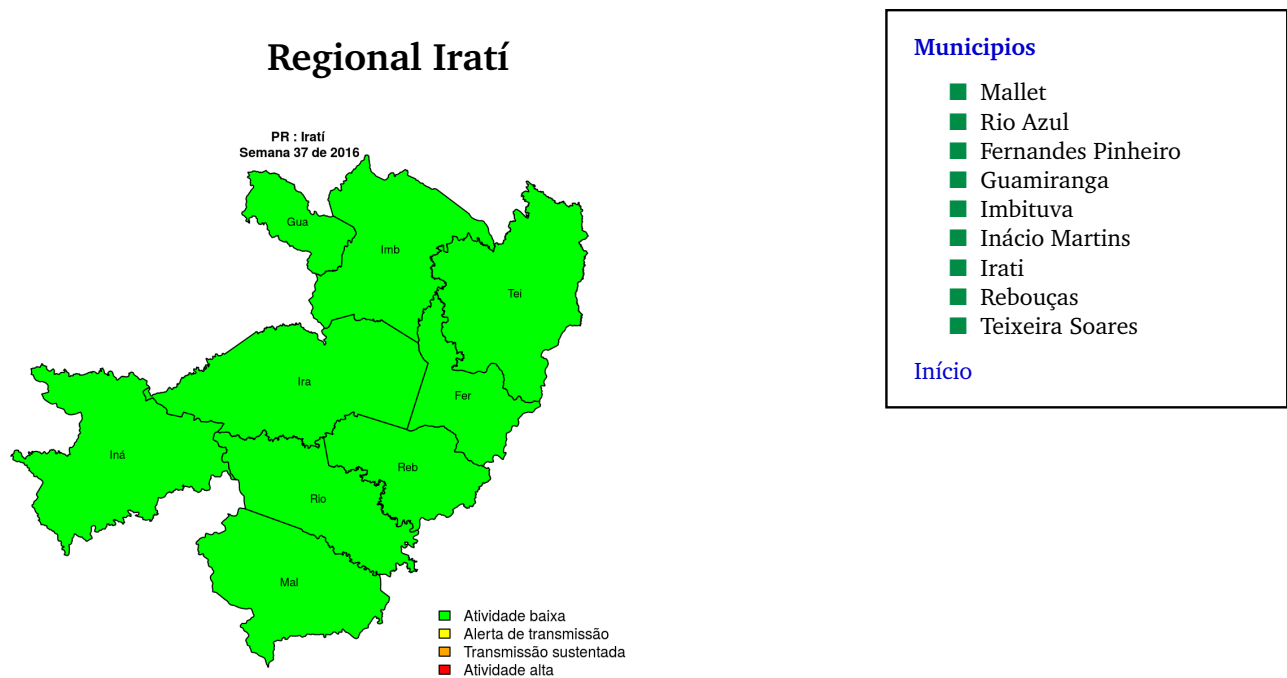 Regional Iratí
PR : Iratí
Semana 37 de 2016
Gua
Imb
Tei
Ira
Fer
Iná
Reb
Rio
Mal
Atividade baixa
Alerta de transmissão
Transmissão sustentada
Atividade alta
Municipios
Mallet
Rio Azul
Fernandes Pinheiro
Guamiranga
Imbituva
Inácio Martins
Irati
Rebouças
Teixeira Soares
Início